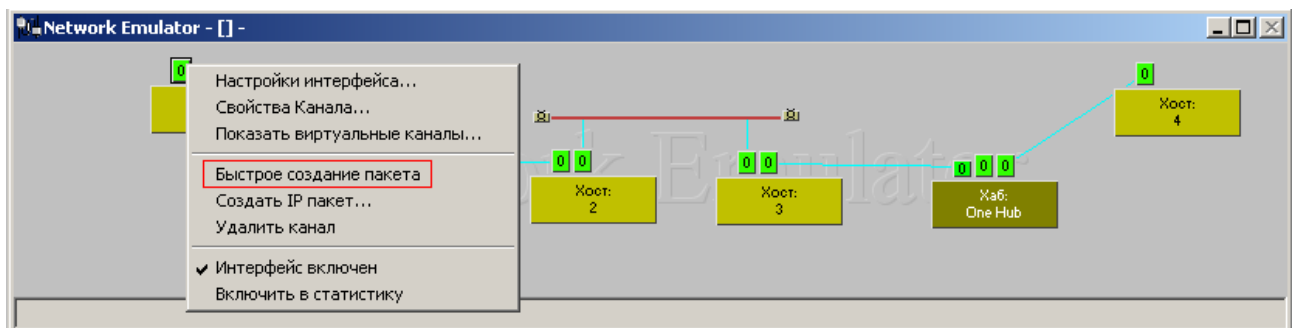 Network Emulator - [] -
0
0
Настройки интерфейса...
Свойства Канала...
Показать виртуальные каналы...
Быстрое создание пакета
Создать IP пакет...
Удалить канал
Интерфейс включен
Включить в статистику
0 0
Хост:
2
0 0
Хост:
3
0 0 0
Хаб:
One Hub
Хост:
4
Emulator